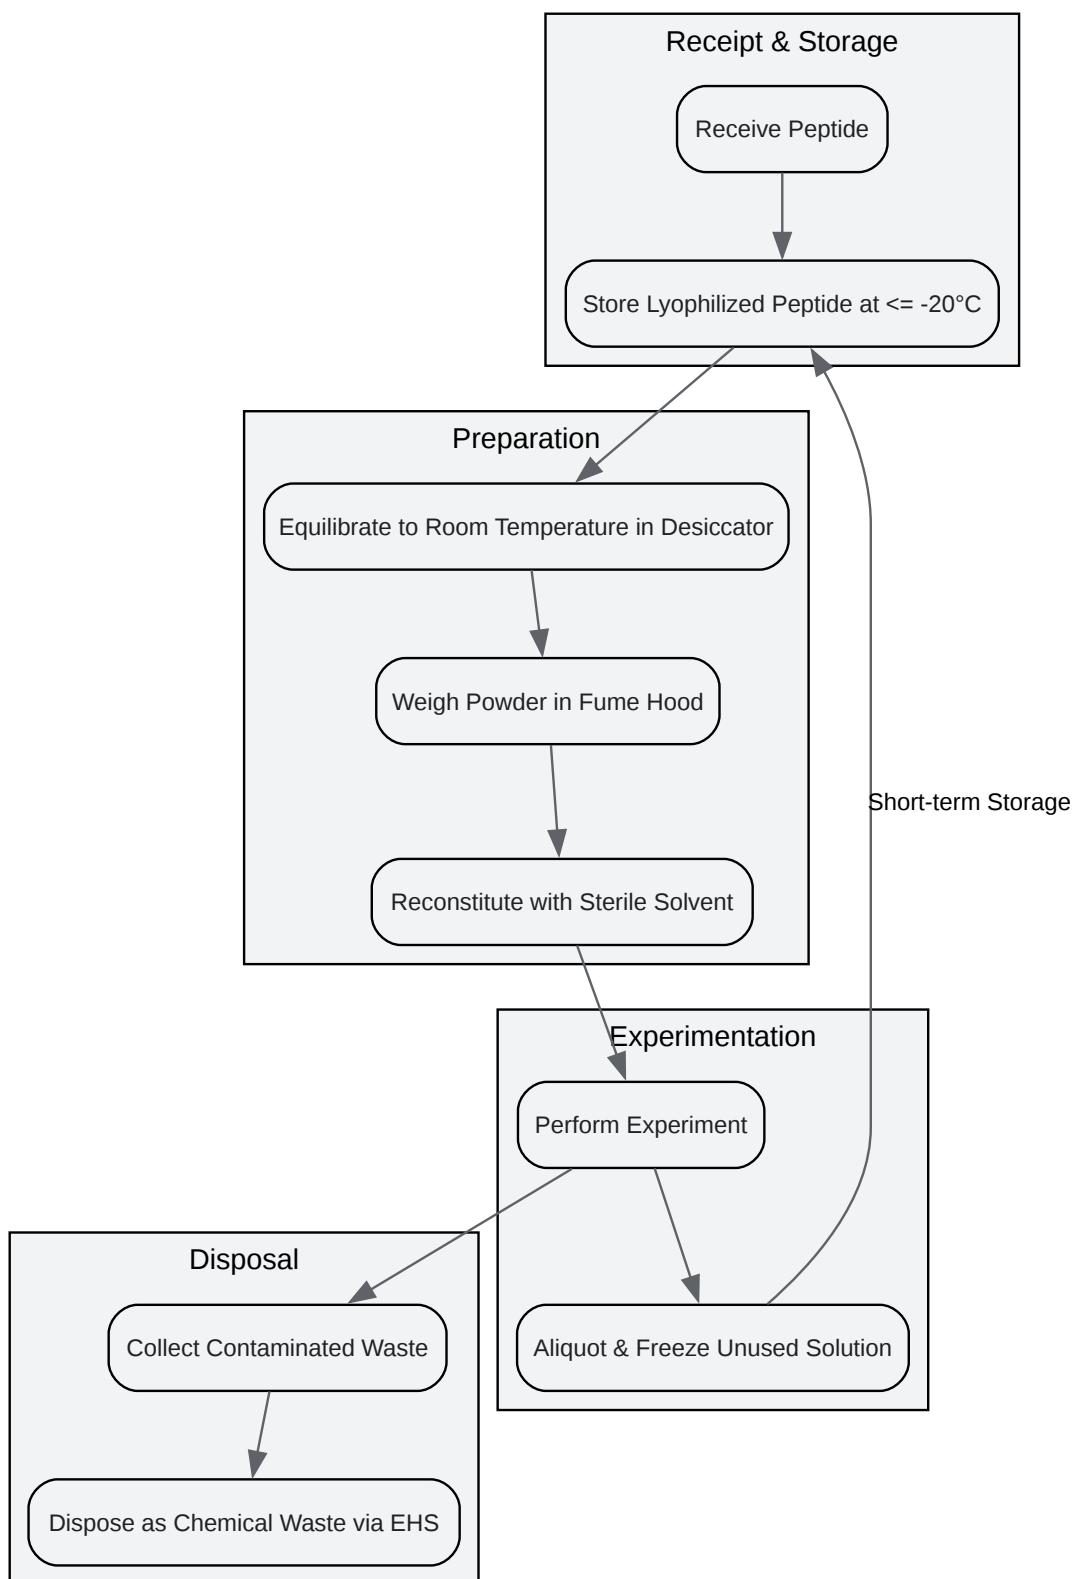 Receipt & Storage
Receive Peptide
Store Lyophilized Peptide at <= -20°C
Preparation
Equilibrate to Room Temperature in Desiccator
Weigh Powder in Fume Hood
Short-term Storage
Reconstitute with Sterile Solvent
Experimentation
Perform Experiment
Disposal
Collect Contaminated Waste
Aliquot & Freeze Unused Solution
Dispose as Chemical Waste via EHS